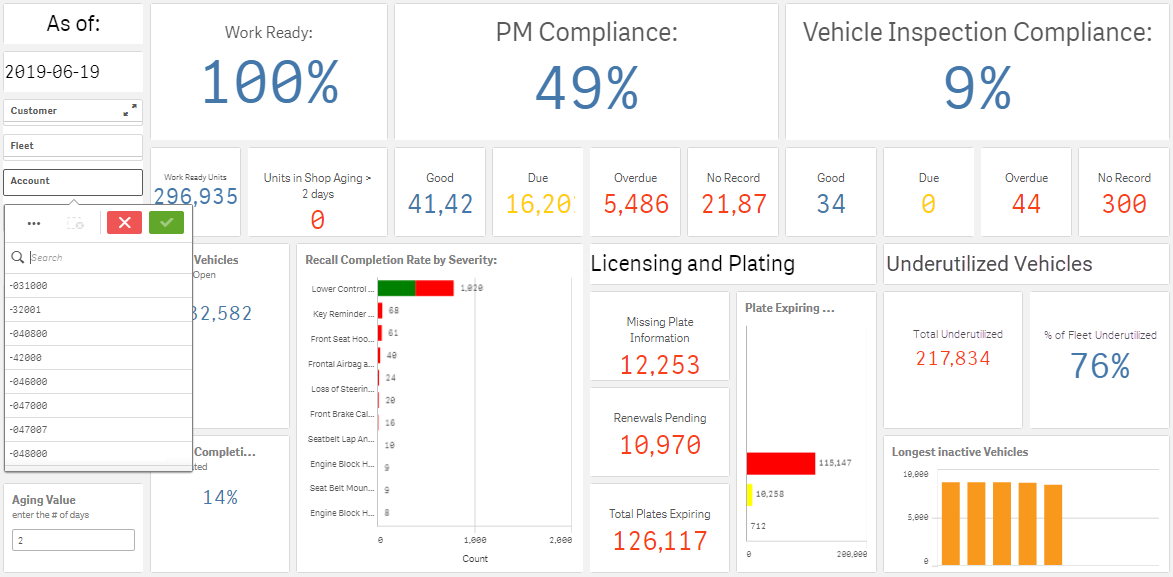 As of:
2019-06-19
Customer
Fleet
Account
Search
-031000
-32001
-040800
-42000
-046000
-047000
-047007
-048000
Aging Value
enter the # of days
2
Work Ready:
100%
PM Compliance:
49%
Vehicle Inspection Compliance:
9%
Work Ready Units
296,935
Units in Shop Aging >
2 days
0
Good
41,42
Due
16,20
Overdue
5,486
No Record
21,87
Good
34
Due
0
Overdue
44
No Record
300
Vehicles
Open
32,582
Completi...
ted
14%
Recall Completion Rate by Severity:
Lower Control ...
1,020
Key Reminder ...
68
Front Seat Hoo...
61
Frontal Airbag a...
40
Loss of Steerin...
24
Front Brake Cal...
20
Seatbelt Lap An...
16
Engine Block H...
10
Seat Belt Moun...
9
Engine Block H...
9
8
0
1,000
2,000
Count
Licensing and Plating
Missing Plate
Information
12,253
Renewals Pending
10,970
Total Plates Expiring
126,117
Plate Expiring ...
115,147
10,258
712
0
200,000
Underutilized Vehicles
Total Underutilized
217,834
% of Fleet Underutilized
76%
Longest inactive Vehicles
10,000
5,000
0